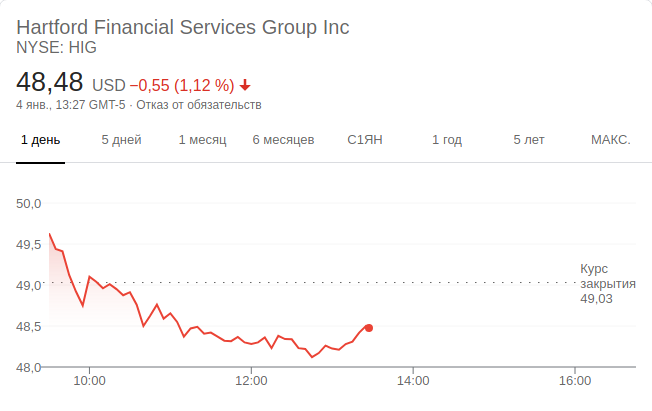 Hartford Financial Services Group Inc
NYSE: HIG
48,48 USD −0,55 (1,12 %)
4 янв., 13:27 GMT-5 · Отказ от обязательств
1 день 5 дней 1 месяц 6 месяцев С1ЯН 1 год 5 лет МАКС.
50,0
49,5
49,0
48,5
48,0
Курс
закрытия
49,03
10:00 12:00 14:00 16:00